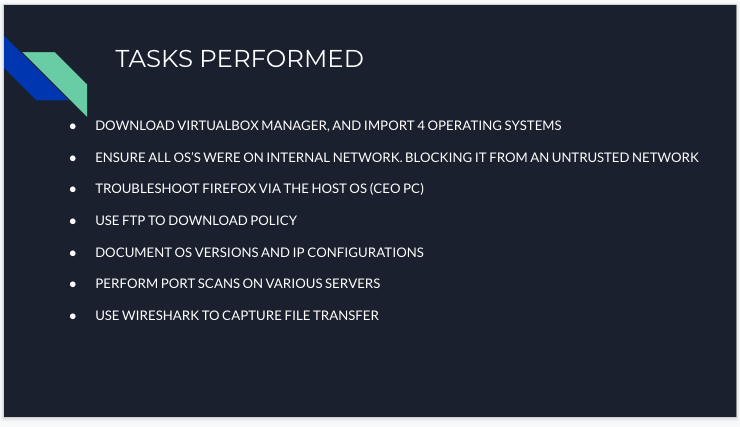 TASKS PERFORMED
● DOWNLOAD VIRTUALBOX MANAGER, AND IMPORT 4 OPERATING SYSTEMS
● ENSURE ALL OS'S WERE ON INTERNAL NETWORK. BLOCKING IT FROM AN UNTRUSTED NETWORK
● TROUBLESHOOT FIREFOX VIA THE HOST OS (CEO PC)
● USE FTP TO DOWNLOAD POLICY
● DOCUMENT OS VERSIONS AND IP CONFIGURATIONS
● PERFORM PORT SCANS ON VARIOUS SERVERS
● USE WIRESHARK TO CAPTURE FILE TRANSFER